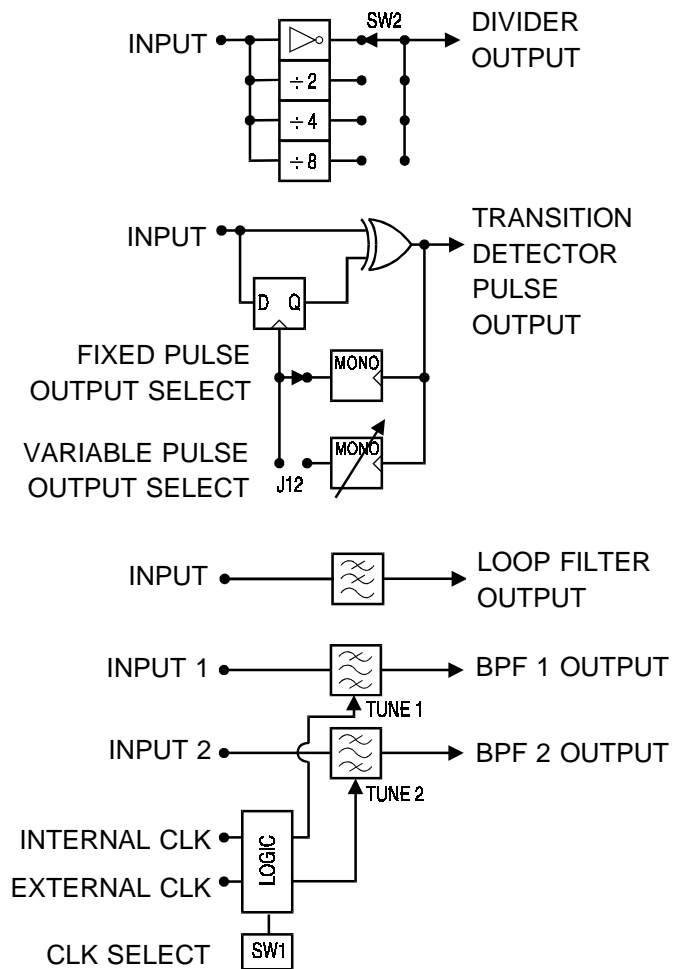 SW2
DIVIDER
OUTPUT
INPUT
÷2
÷4
÷8
INPUT
TRANSITION
DETECTOR
PULSE
OUTPUT
D Q
FIXED PULSE
OUTPUT SELECT
MONO
VARIABLE PULSE
OUTPUT SELECT
J12
MONO
INPUT
LOOP FILTER
OUTPUT
INPUT 1
BPF 1 OUTPUT
TUNE 1
INPUT 2
BPF 2 OUTPUT
TUNE 2
INTERNAL CLK
EXTERNAL CLK
LOGIC
CLK SELECT
SW1